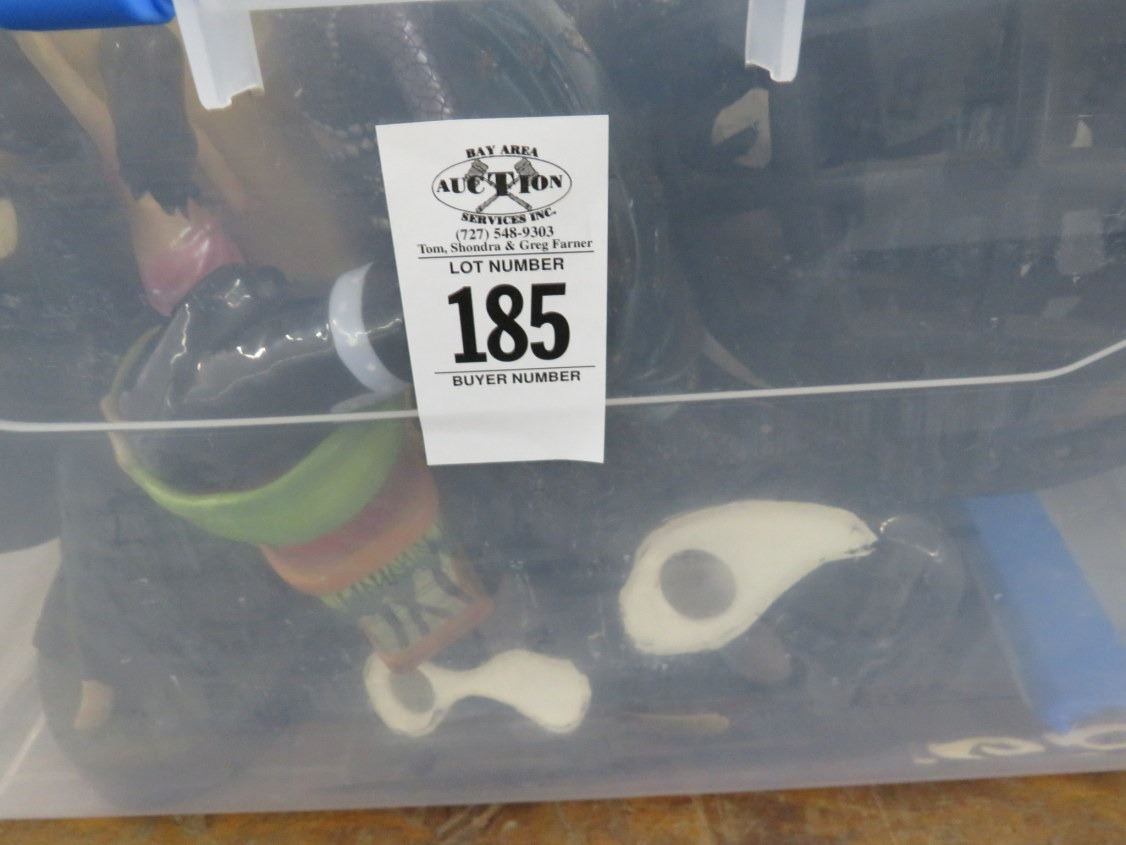 BAY AREA
AUCTION
SERVICES INC.
(727) 548-9303
Tom, Shondra & Greg Farner
LOT NUMBER
185
BUYER NUMBER